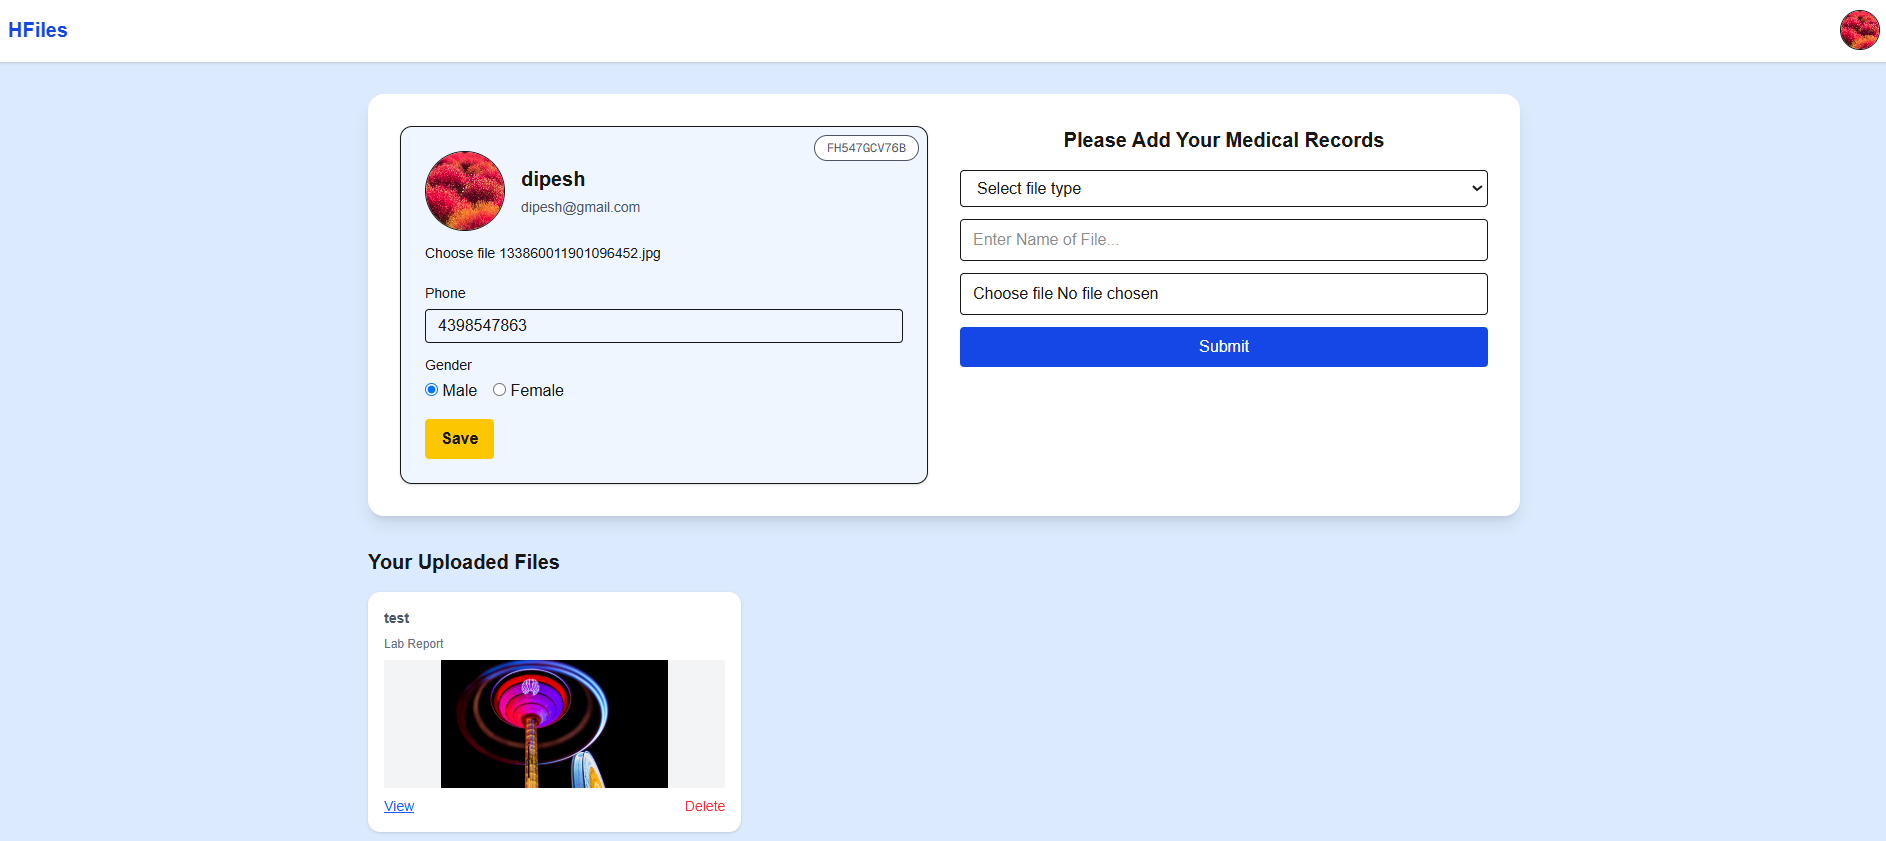 HFiles
FH547GCV76B
dipesh
dipesh@gmail.com
Choose file 133860011901096452.jpg
Phone
4398547863
Gender
Male Female
Save
Please Add Your Medical Records
Select file type
Enter Name of File...
Choose file No file chosen
Submit
Your Uploaded Files
test
Lab Report
View Delete